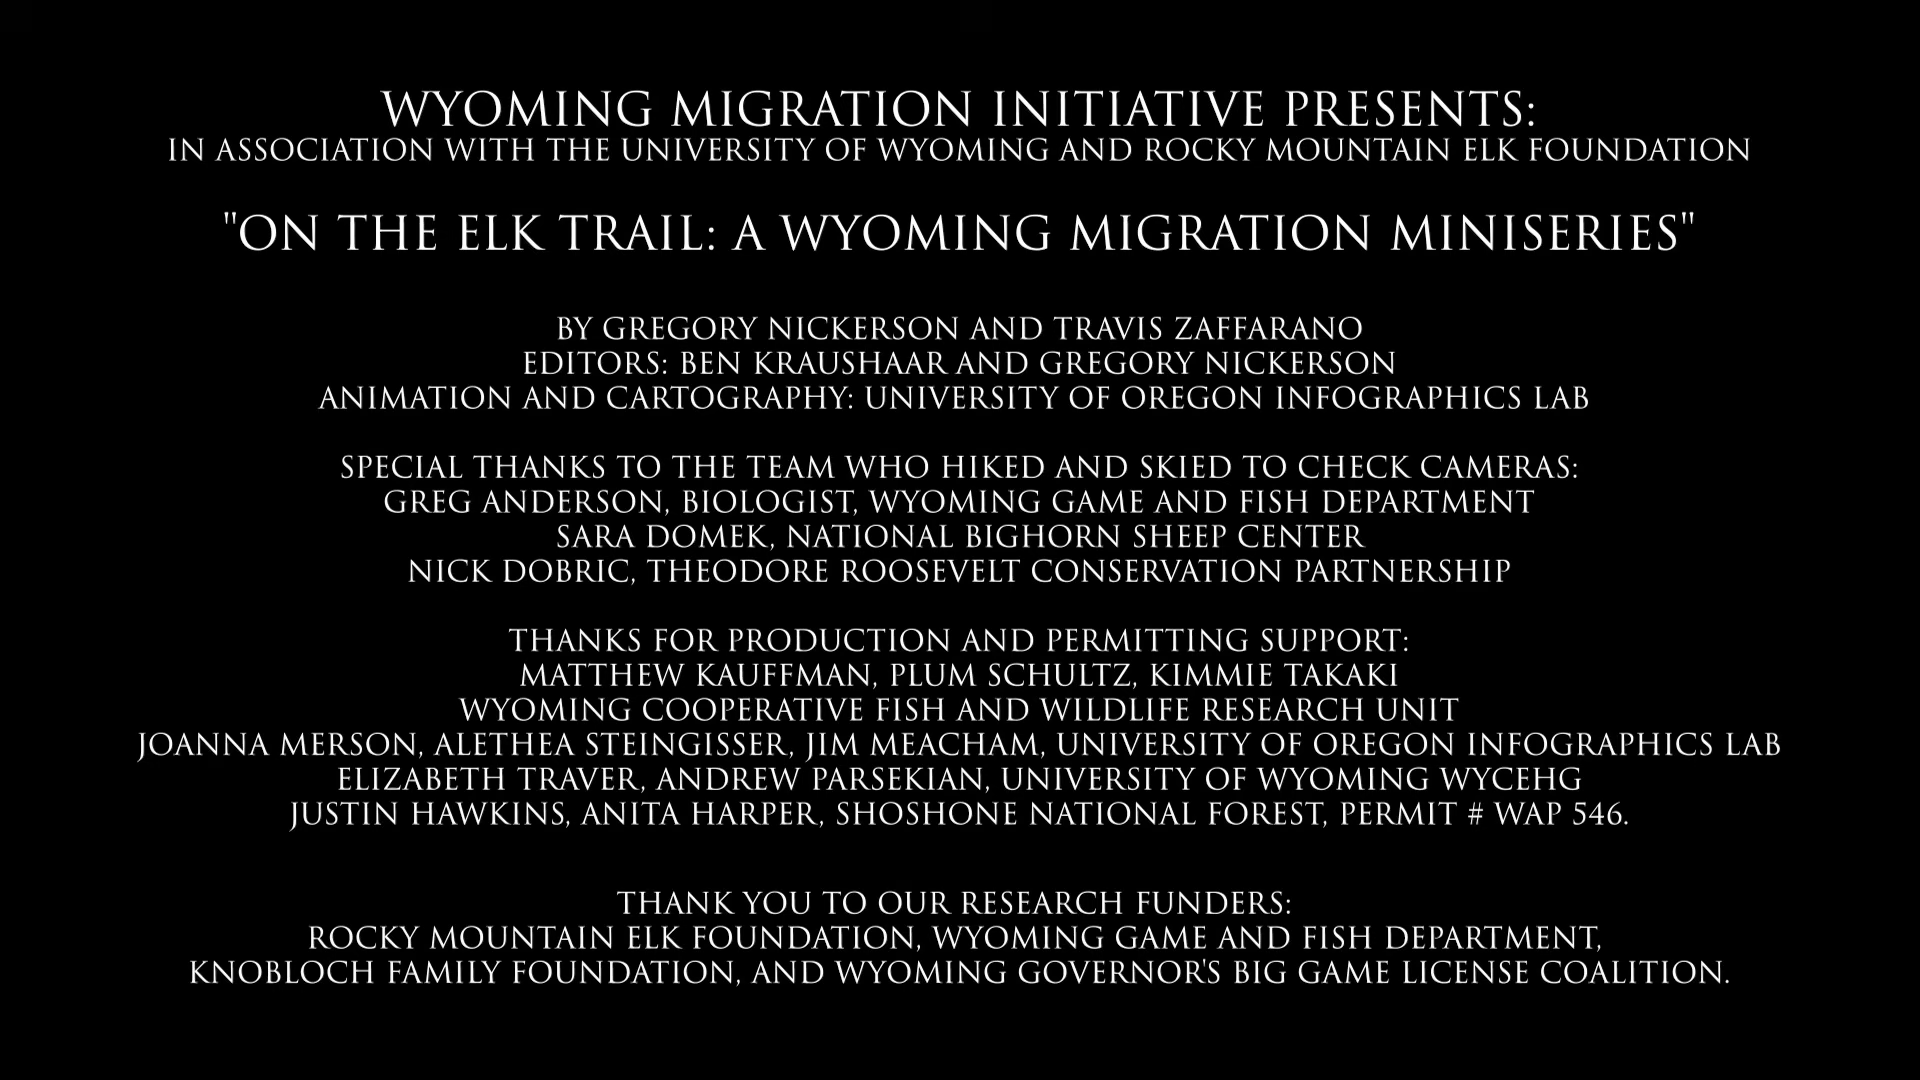 WYOMING MIGRATION INITIATIVE PRESENTS:
IN ASSOCIATION WITH THE UNIVERSITY OF WYOMING AND ROCKY MOUNTAIN ELK FOUNDATION
"ON THE ELK TRAIL: A WYOMING MIGRATION MINISERIES"
BY GREGORY NICKERSON AND TRAVIS ZAFFARANO
EDITORS: BEN KRAUSHAAR AND GREGORY NICKERSON
ANIMATION AND CARTOGRAPHY: UNIVERSITY OF OREGON INFOGRAPHICS LAB
SPECIAL THANKS TO THE TEAM WHO HIKED AND SKIED TO CHECK CAMERAS:
GREG ANDERSON, BIOLOGIST, WYOMING GAME AND FISH DEPARTMENT
SARA DOMEK, NATIONAL BIGHORN SHEEP CENTER
NICK DOBRIC, THEODORE ROOSEVELT CONSERVATION PARTNERSHIP
THANKS FOR PRODUCTION AND PERMITTING SUPPORT:
MATTHEW KAUFFMAN, PLUM SCHULTZ, KIMMIE TAKAKI
WYOMING COOPERATIVE FISH AND WILDLIFE RESEARCH UNIT
JOANNA MERSON, ALETHEA STEINGISSER, JIM MEACHAM, UNIVERSITY OF OREGON INFOGRAPHICS LAB
ELIZABETH TRAVER, ANDREW PARSEKIAN, UNIVERSITY OF WYOMING WYCEHG
JUSTIN HAWKINS, ANITA HARPER, SHOSHONE NATIONAL FOREST, PERMIT # WAP 546.
THANK YOU TO OUR RESEARCH FUNDERS:
ROCKY MOUNTAIN ELK FOUNDATION, WYOMING GAME AND FISH DEPARTMENT,
KNOBLOCH FAMILY FOUNDATION, AND WYOMING GOVERNOR'S BIG GAME LICENSE COALITION.